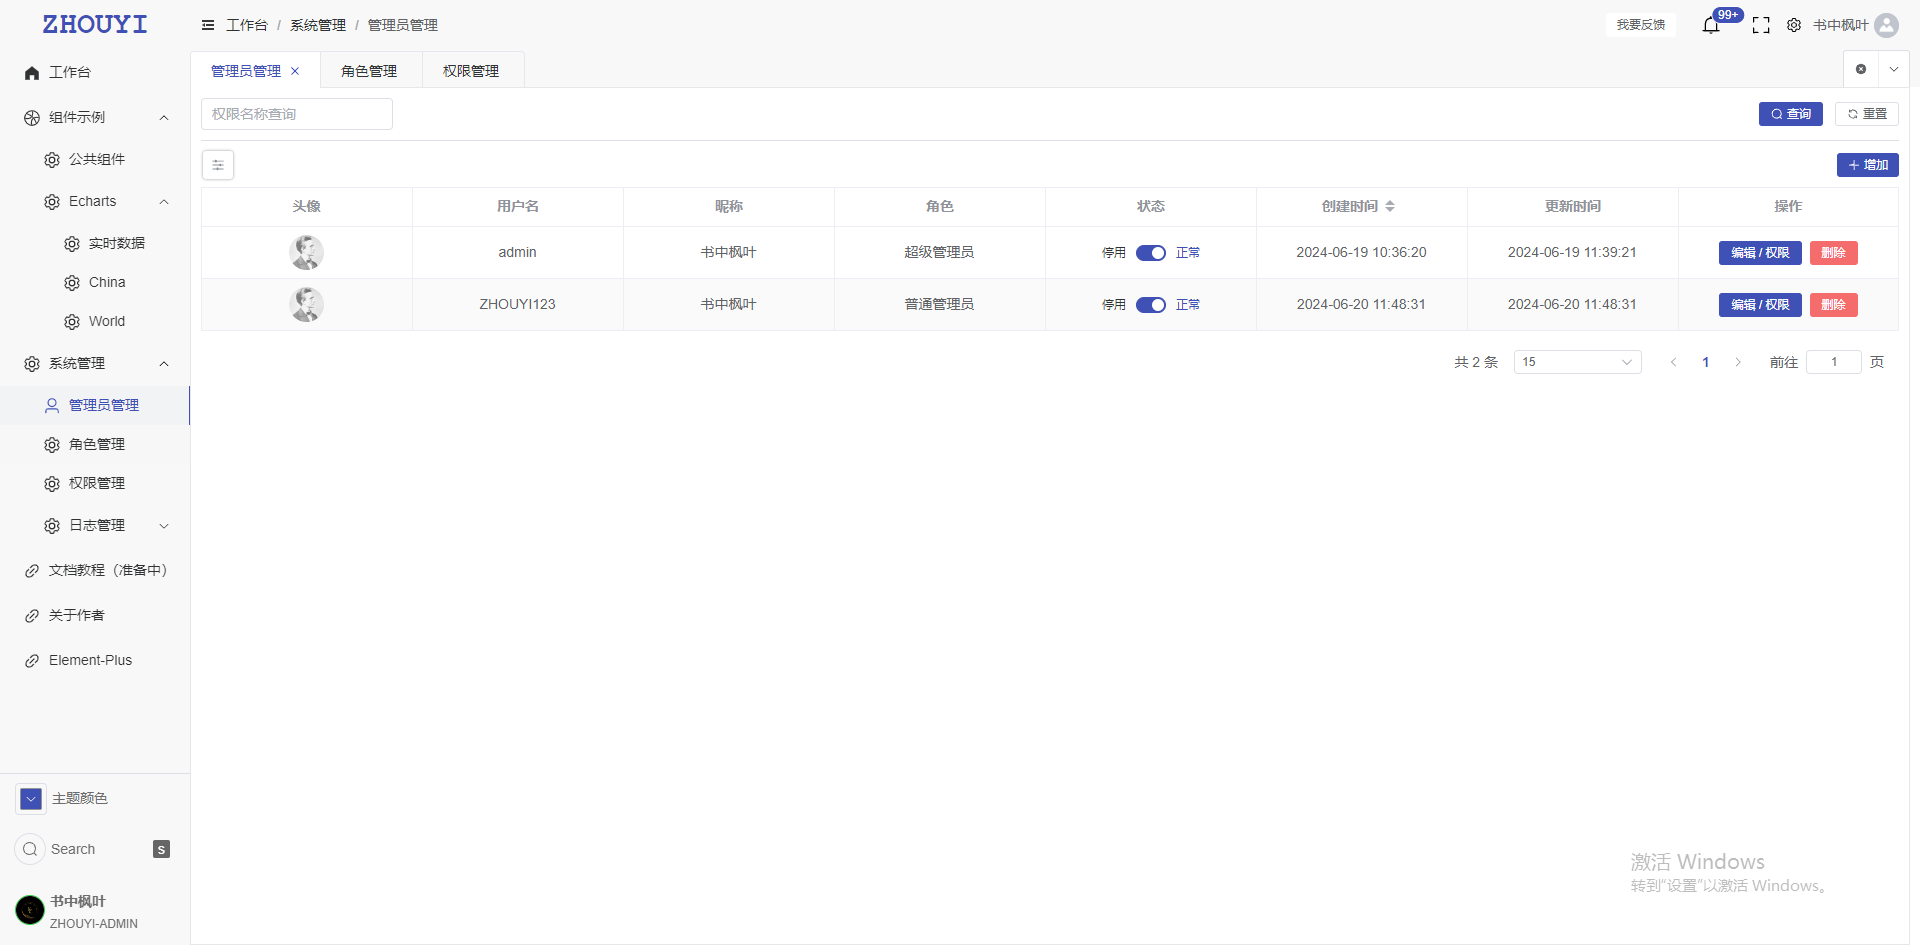 ZHOUYI
工作台 / 系统管理 / 管理员管理
我要反馈
99+
书中枫叶
工作台
组件示例
公共组件
Echarts
实时数据
China
World
系统管理
管理员管理
角色管理
权限管理
日志管理
文档教程（准备中）
关于作者
Element-Plus
主题颜色
Search S
书中枫叶
ZHOUYI-ADMIN
管理员管理 角色管理 权限管理
权限名称查询
查询 重置
增加
头像 用户名 昵称 角色 状态 创建时间 更新时间 操作
admin 书中枫叶 超级管理员 停用 正常 2024-06-19 10:36:20 2024-06-19 11:39:21 编辑 / 权限 删除
ZHOUYI123 书中枫叶 普通管理员 停用 正常 2024-06-20 11:48:31 2024-06-20 11:48:31 编辑 / 权限 删除
共 2 条 15 1 前往 1 页
激活 Windows
转到“设置”以激活 Windows。